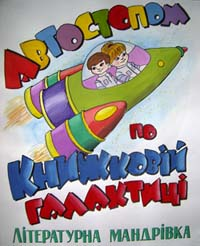 АВТОСТОПОМ
ПО
КНИЖКОВІЙ
ГАЛАКТИЦІ
ЛІТЕРАТУРНА МАНДРІВКА